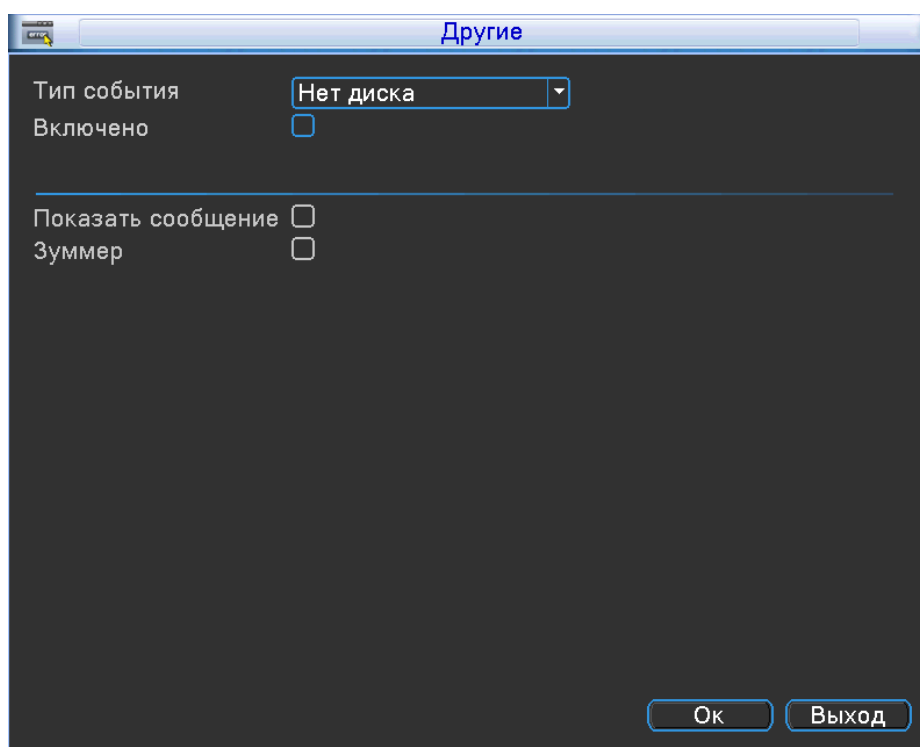 Другие
Тип события Нет диска
Включено
Показать сообщение
Зуммер
Ок Выход